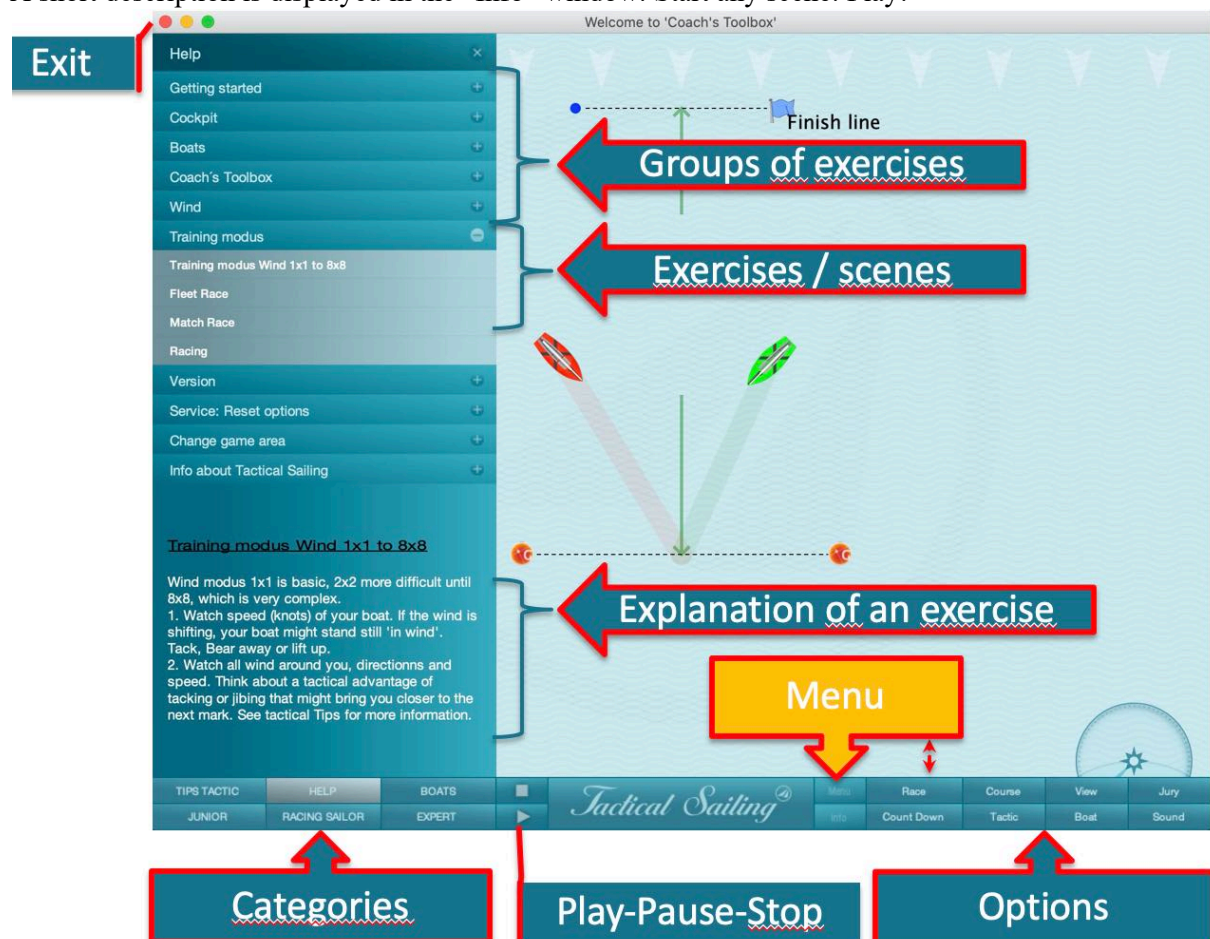 Welcome to 'Coach's Toolbox'
Exit
Help
Getting started
Cockpit
Boats
Coach´s Toolbox
Wind
Training modus
Training modus Wind 1x1 to 8x8
Fleet Race
Match Race
Racing
Version
Service: Reset options
Change game area
Info about Tactical Sailing
Finish line
Groups of exercises
Exercises / scenes
Training modus Wind 1x1 to 8x8
Wind modus 1x1 is basic, 2x2 more difficult until
8x8, which is very complex.
1. Watch speed (knots) of your boat. If the wind is
shifting, your boat might stand still 'in wind'.
Tack, Bear away or lift up.
2. Watch all wind around you, directionns and
speed. Think about a tactical advantage of
tacking or jibing that might bring you closer to the
next mark. See tactical Tips for more information.
Explanation of an exercise
Menu
TIPS TACTIC
HELP
BOATS
JUNIOR
RACING SAILOR
EXPERT
Tactical Sailing
Menu
Race
Course
View
Jury
Info
Count Down
Tactic
Boat
Sound
Categories
Play-Pause-Stop
Options